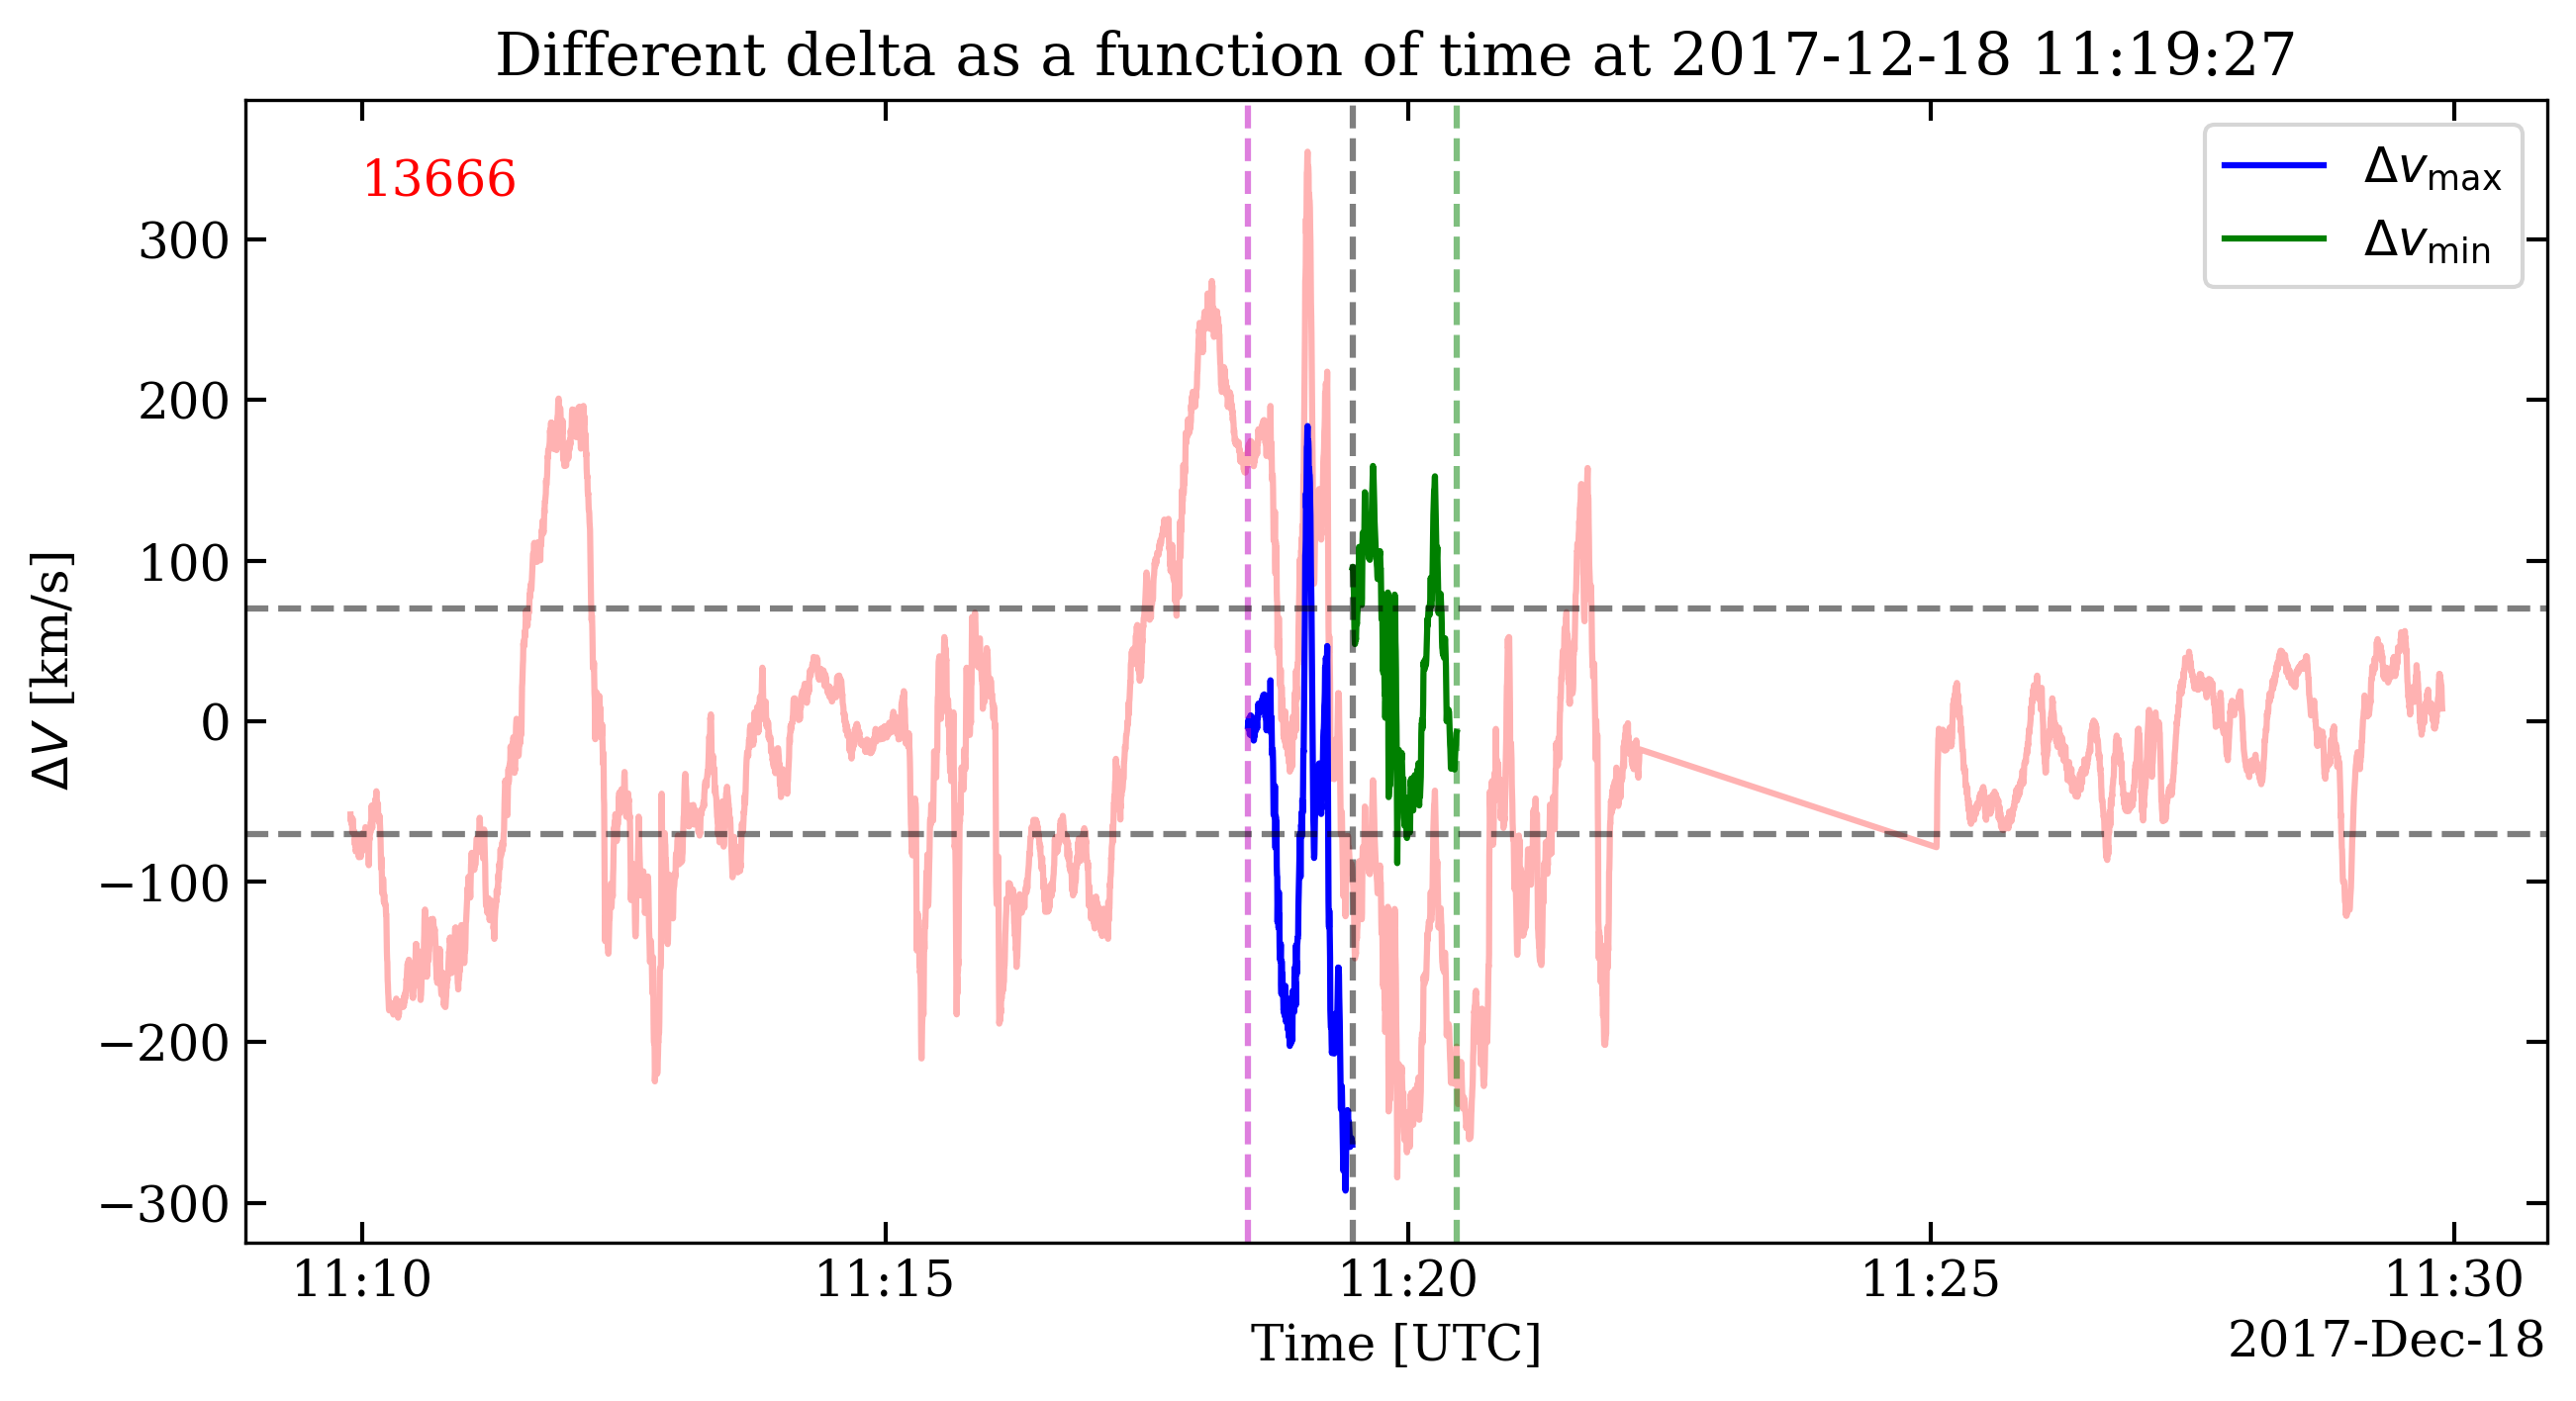 Different delta as a function of time at 2017-12-18 11:19:27
13666
Δv_max
Δv_min
ΔV [km/s]
300
200
100
0
−100
−200
−300
11:10 11:15 11:20 11:25 11:30
Time [UTC]
2017-Dec-18